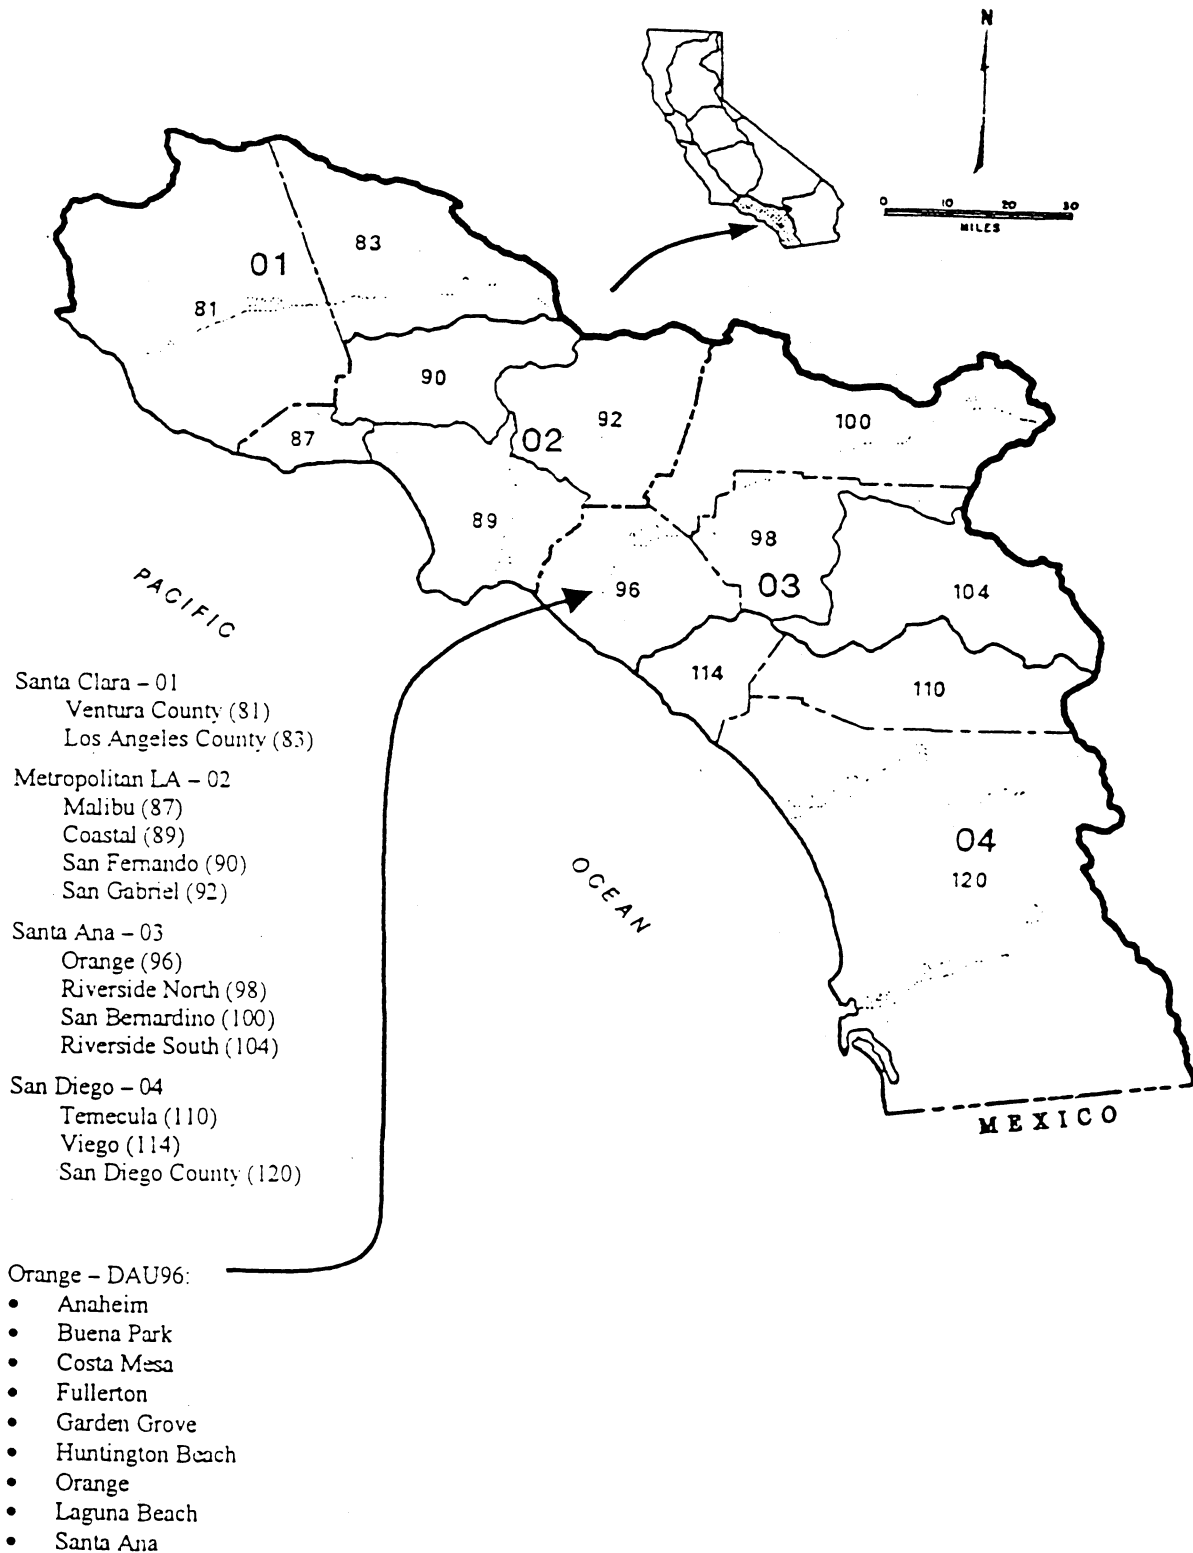 N
0 10 20 30
MILES
83
01
81
90
87
02
92
100
89
98
03
96
104
114
110
PACIFIC
OCEAN
04
120
MEXICO
Santa Clara – 01
Ventura County (81)
Los Angeles County (83)
Metropolitan LA – 02
Malibu (87)
Coastal (89)
San Fernando (90)
San Gabriel (92)
Santa Ana – 03
Orange (96)
Riverside North (98)
San Bernardino (100)
Riverside South (104)
San Diego – 04
Temecula (110)
Viego (114)
San Diego County (120)
Orange – DAU96:
• Anaheim
• Buena Park
• Costa Mesa
• Fullerton
• Garden Grove
• Huntington Beach
• Orange
• Laguna Beach
• Santa Ana